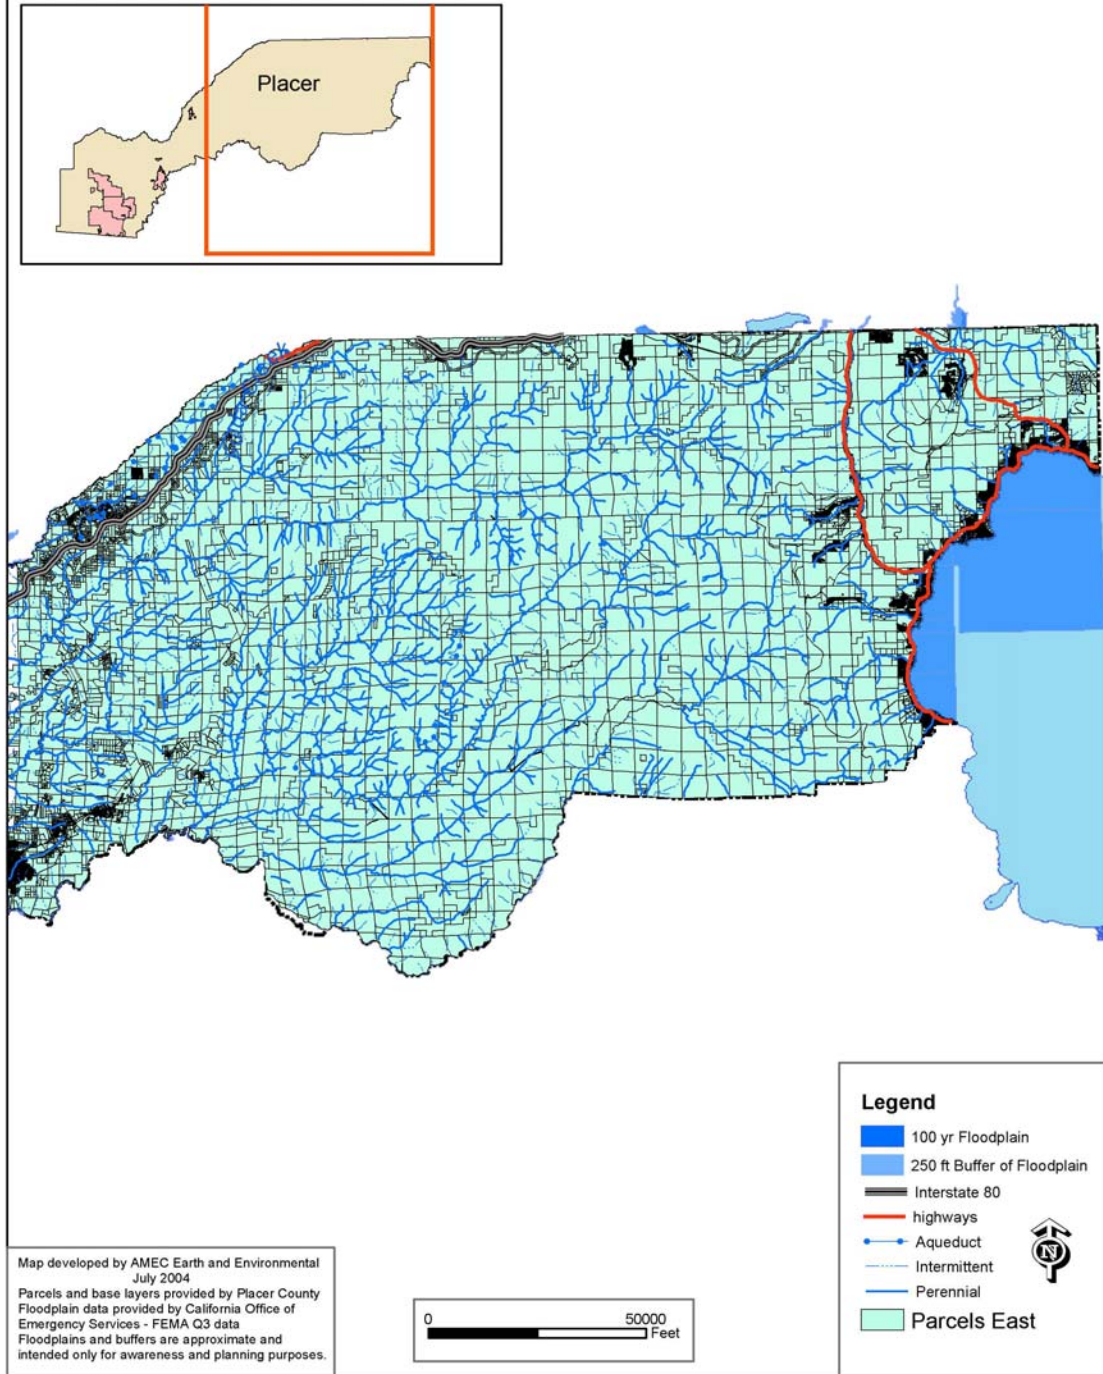 Placer
Legend
100 yr Floodplain
250 ft Buffer of Floodplain
Interstate 80
highways
Aqueduct
Intermittent
Perennial
Parcels East
N
Map developed by AMEC Earth and Environmental
July 2004
Parcels and base layers provided by Placer County
Floodplain data provided by California Office of
Emergency Services - FEMA Q3 data
Floodplains and buffers are approximate and
intended only for awareness and planning purposes.
0 50000
Feet